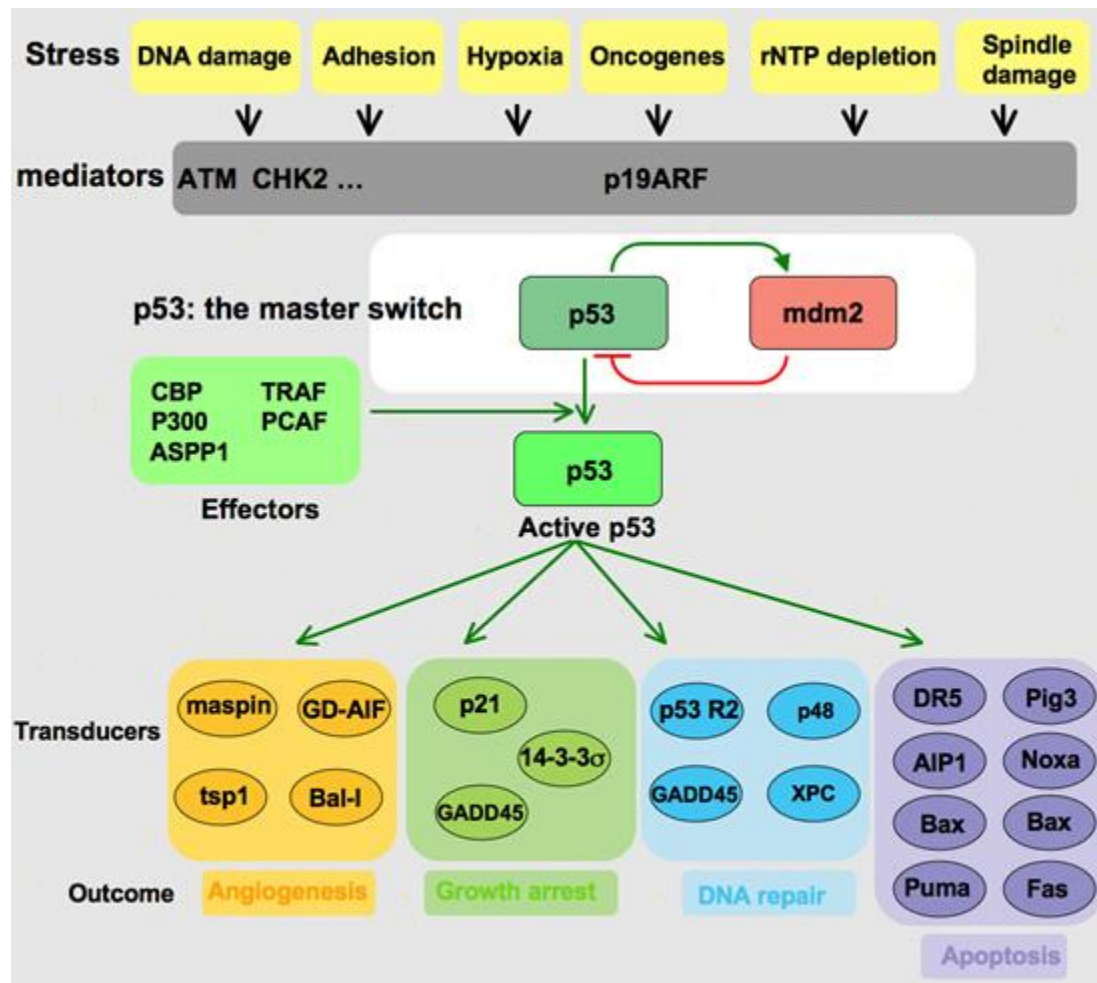 Stress
DNA damage
Adhesion
Hypoxia
Oncogenes
rNTP depletion
Spindle
damage
mediators
ATM CHK2 ...
p19ARF
p53: the master switch
p53
mdm2
CBP TRAF
P300 PCAF
ASPP1
Effectors
p53
Active p53
Transducers
maspin GD-AIF
tsp1 Bal-I
p21
14-3-3σ
GADD45
p53 R2 p48
GADD45 XPC
DR5 Pig3
AIP1 Noxa
Bax Bax
Puma Fas
Outcome
Angiogenesis
Growth arrest
DNA repair
Apoptosis